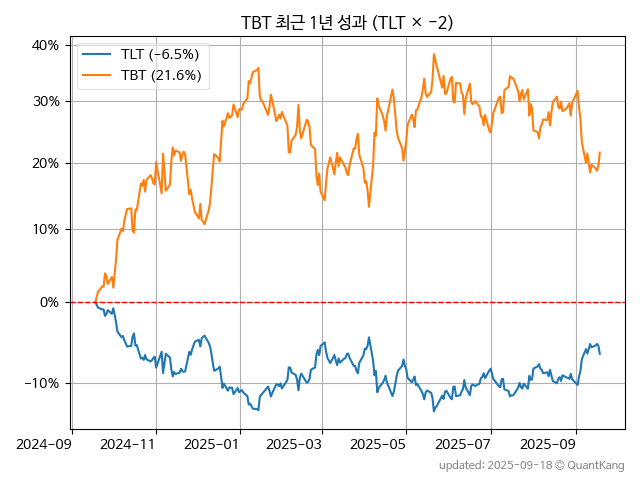 TBT 최근 1년 성과 (TLT × -2)
TLT (-6.5%)
TBT (21.6%)
40%
30%
20%
10%
0%
-10%
2024-09 2024-11 2025-01 2025-03 2025-05 2025-07 2025-09
updated: 2025-09-18 © QuantKang